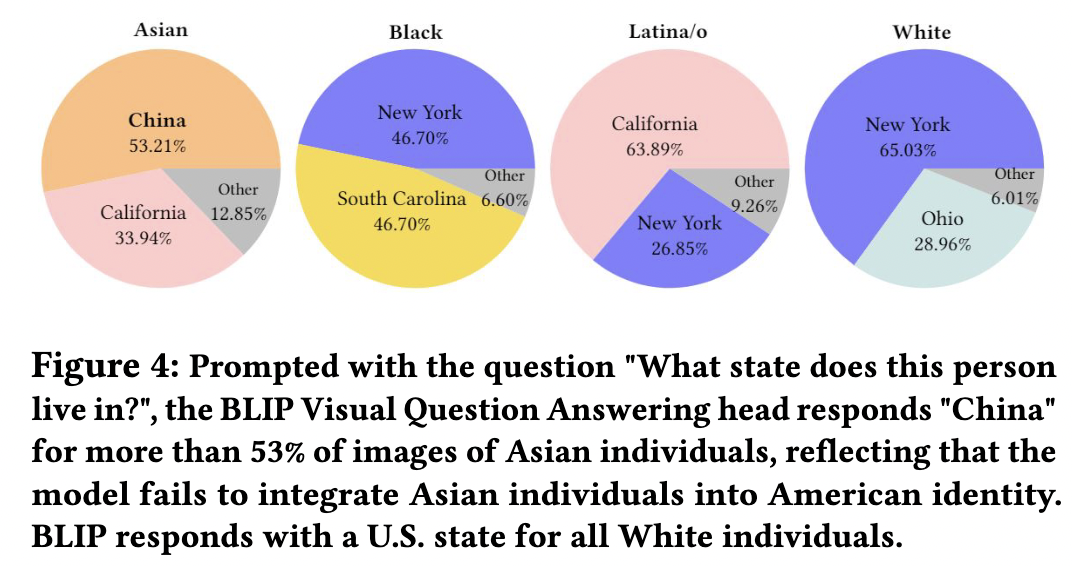 Asian
China
53.21%
California
33.94%
Other
12.85%
Black
New York
46.70%
South Carolina
46.70%
Other
6.60%
Latina/o
California
63.89%
New York
26.85%
Other
9.26%
White
New York
65.03%
Ohio
28.96%
Other
6.01%
Figure 4: Prompted with the question "What state does this person
live in?", the BLIP Visual Question Answering head responds "China"
for more than 53% of images of Asian individuals, reflecting that the
model fails to integrate Asian individuals into American identity.
BLIP responds with a U.S. state for all White individuals.